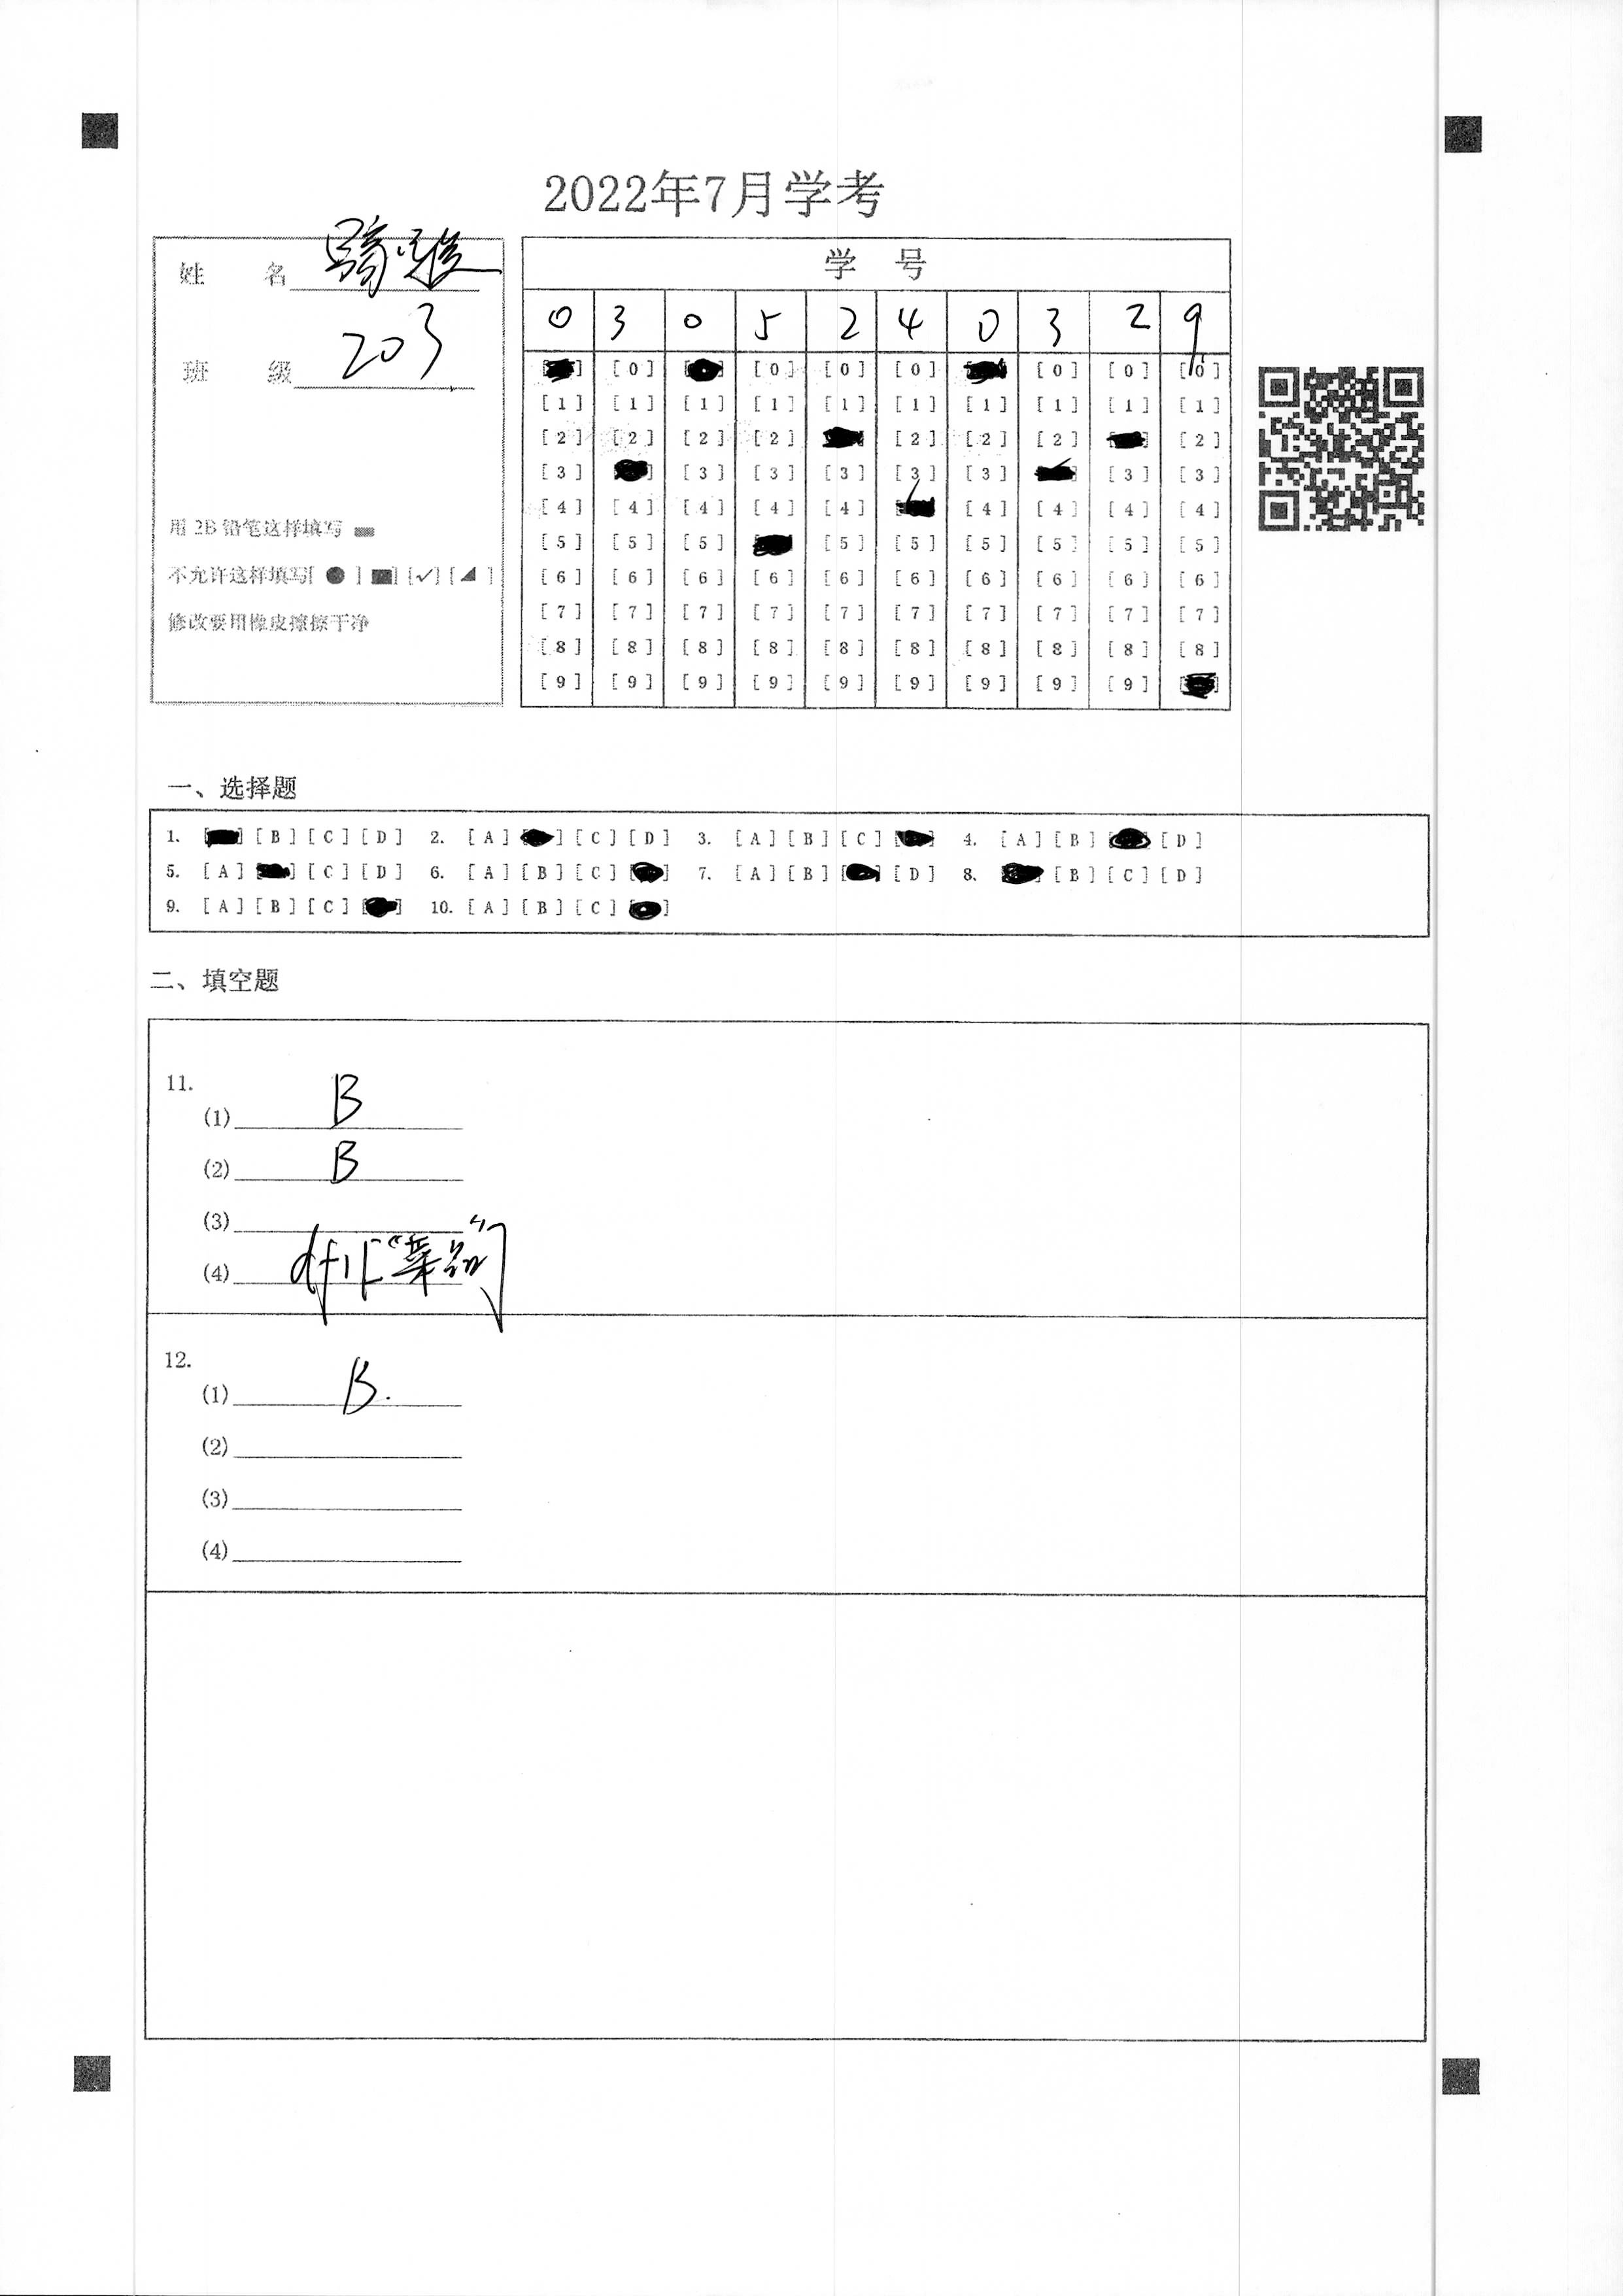 2022年7月学考
姓 名
班 级 203
用 2B 铅笔这样填写
不允许这样填写[ ● ] [■] [✓] [◢ ]
修改要用橡皮擦擦干净
学 号
0 3 0 5 2 4 0 3 2 9
[0] [0] [0] [0] [0] [0]
[1] [1] [1] [1] [1] [1] [1] [1] [1] [1]
[2] [2] [2] [2] [2] [2] [2] [2]
[3] [3] [3] [3] [3] [3] [3] [3]
[4] [4] [4] [4] [4] [4] [4] [4] [4]
[5] [5] [5] [5] [5] [5] [5] [5] [5]
[6] [6] [6] [6] [6] [6] [6] [6] [6] [6]
[7] [7] [7] [7] [7] [7] [7] [7] [7] [7]
[8] [8] [8] [8] [8] [8] [8] [8] [8] [8]
[9] [9] [9] [9] [9] [9] [9] [9] [9]
一、选择题
1. [B] [C] [D] 2. [A] [C] [D] 3. [A] [B] [C] 4. [A] [B] [D]
5. [A] [C] [D] 6. [A] [B] [C] 7. [A] [B] [D] 8. [B] [C] [D]
9. [A] [B] [C] 10. [A] [B] [C]
二、填空题
11.
(1) B
(2) B
(3)
(4) df1["菜名"]
12.
(1) B.
(2)
(3)
(4)